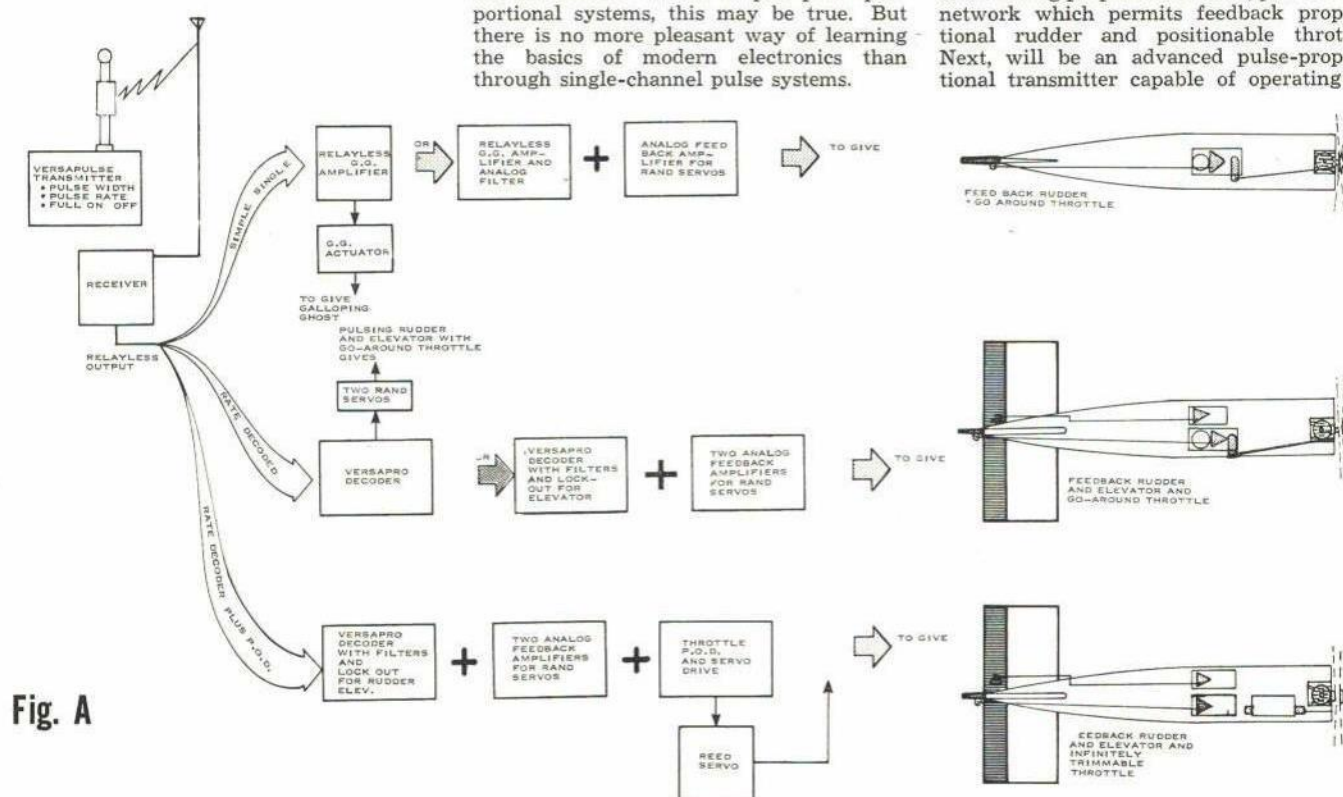 portional systems, this may be true. But
there is no more pleasant way of learning
the basics of modern electronics than
through single-channel pulse systems.
network which permits feedback prop
tional rudder and positionable throt
Next, will be an advanced pulse-prop
tional transmitter capable of operating
VERSAPULSE
TRANSMITTER
• PULSE WIDTH
• PULSE RATE
• FULL ON OFF
RECEIVER
RELAYLESS
OUTPUT
SIMPLE SINGLE
RELAYLESS
G.G.
AMPLIFIER
OR
RELAYLESS
G.G. AMP-
LIFIER AND
ANALOG
FILTER
+
ANALOG FEED
BACK AMP-
LIFIER FOR
RAND SERVOS
TO GIVE
FEED BACK RUDDER
+ GO AROUND THROTTLE
G.G.
ACTUATOR
TO GIVE
GALLOPING
GHOST
PULSING RUDDER
AND ELEVATOR WITH
GO-AROUND THROTTLE
GIVES
TWO RAND
SERVOS
RATE DECODED
VERSAPRO
DECODER
OR
VERSAPRO
DECODER
WITH FILTERS
AND LOCK-
OUT FOR
ELEVATOR
+
TWO ANALOG
FEEDBACK
AMPLIFIERS
FOR RAND
SERVOS
TO GIVE
FEEDBACK RUDDER
AND ELEVATOR AND
GO-AROUND THROTTLE
RATE DECODER PLUS P.O.D.
VERSAPRO
DECODER
WITH FILTERS
AND
LOCK OUT
FOR RUDDER
ELEV.
+
TWO ANALOG
FEEDBACK
AMPLIFIERS
FOR RAND
SERVOS
+
THROTTLE
P.O.D.
AND SERVO
DRIVE
TO GIVE
REED
SERVO
EEDBACK RUDDER
AND ELEVATOR AND
INFINITELY
TRIMMABLE
THROTTLE
Fig. A